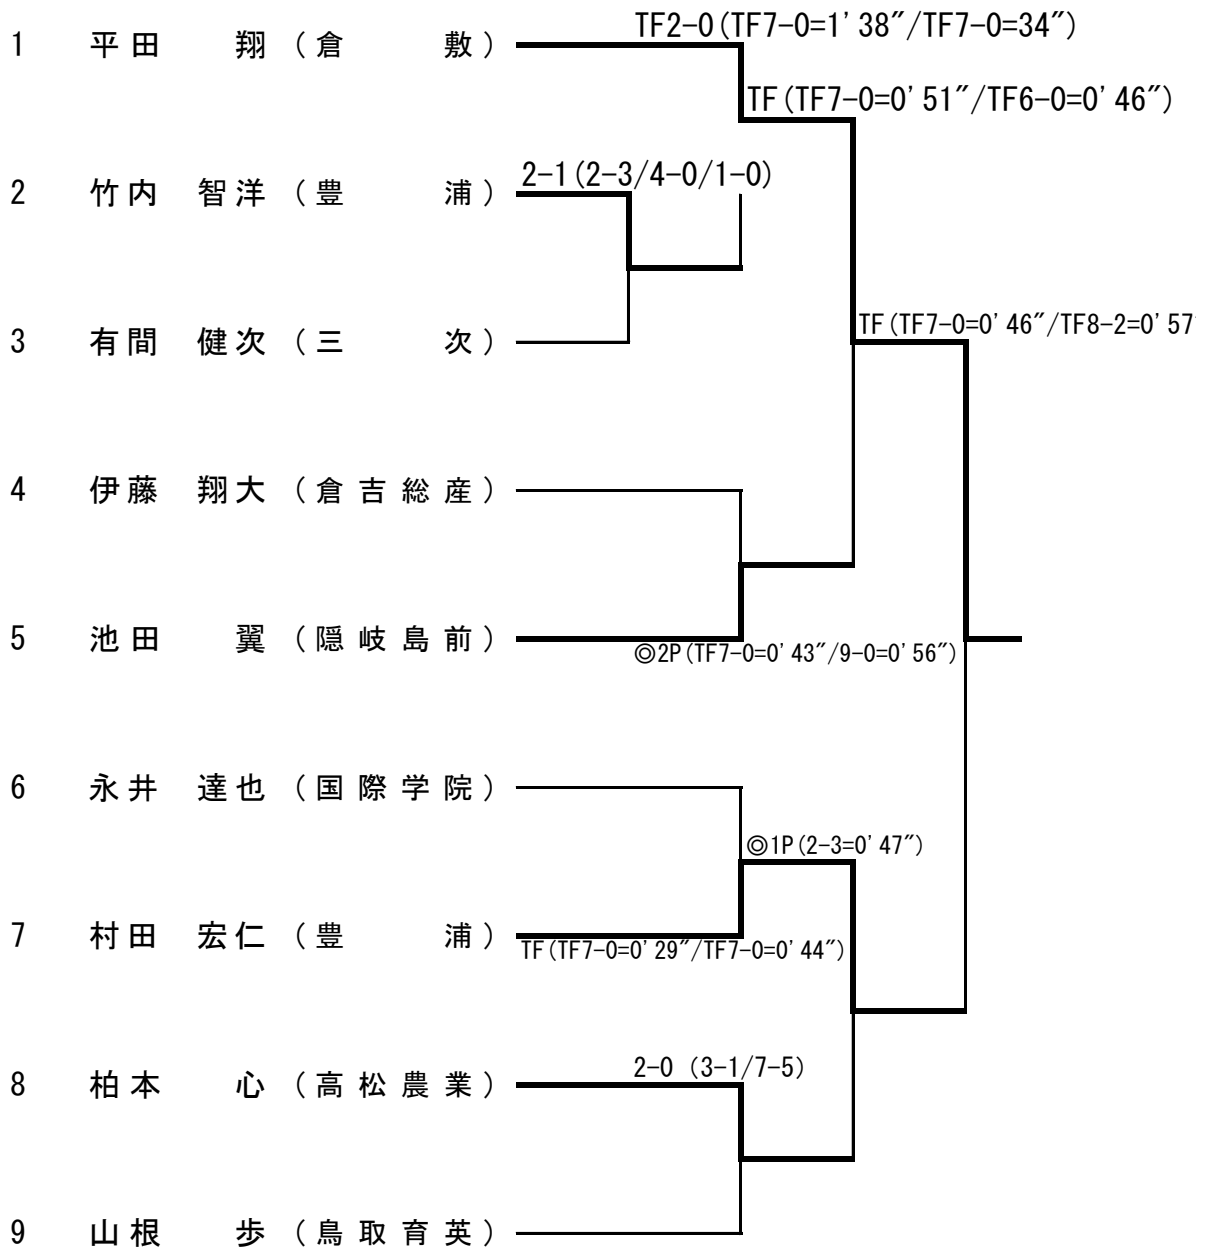 TF2-0(TF7-0=1'38″/TF7-0=34″)
1 平田 翔 (倉 敷)
TF(TF7-0=0'51″/TF6-0=0'46″)
2-1(2-3/4-0/1-0)
2 竹内 智洋 (豊 浦)
TF(TF7-0=0'46″/TF8-2=0'57
3 有間 健次 (三 次)
4 伊藤 翔大 (倉吉総産)
5 池田 翼 (隠岐島前)
◎2P(TF7-0=0'43″/9-0=0'56″)
6 永井 達也 (国際学院)
◎1P(2-3=0'47″)
7 村田 宏仁 (豊 浦)
TF(TF7-0=0'29″/TF7-0=0'44″)
2-0 (3-1/7-5)
8 柏本 心 (高松農業)
9 山根 歩 (鳥取育英)